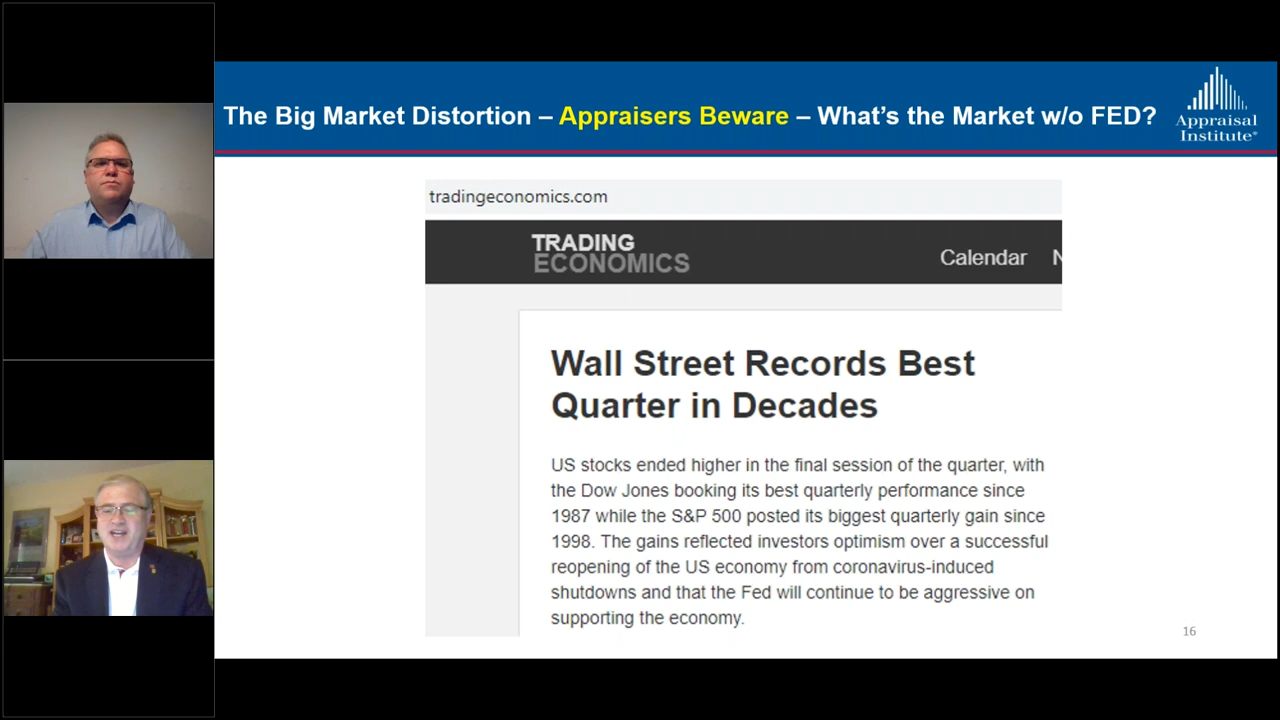 The Big Market Distortion – Appraisers Beware – What's the Market w/o FED?
Appraisal
Institute®
tradingeconomics.com
TRADING
ECONOMICS
Calendar
N
Wall Street Records Best
Quarter in Decades
US stocks ended higher in the final session of the quarter, with
the Dow Jones booking its best quarterly performance since
1987 while the S&P 500 posted its biggest quarterly gain since
1998. The gains reflected investors optimism over a successful
reopening of the US economy from coronavirus-induced
shutdowns and that the Fed will continue to be aggressive on
supporting the economy.
16